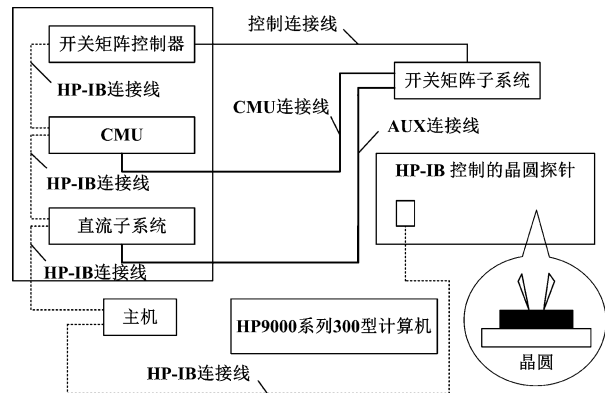 控制连接线
开关矩阵控制器
开关矩阵子系统
HP-IB连接线
CMU连接线
CMU
AUX连接线
HP-IB 控制的晶圆探针
HP-IB连接线
直流子系统
HP-IB连接线
主机
HP9000系列300型计算机
晶圆
HP-IB连接线